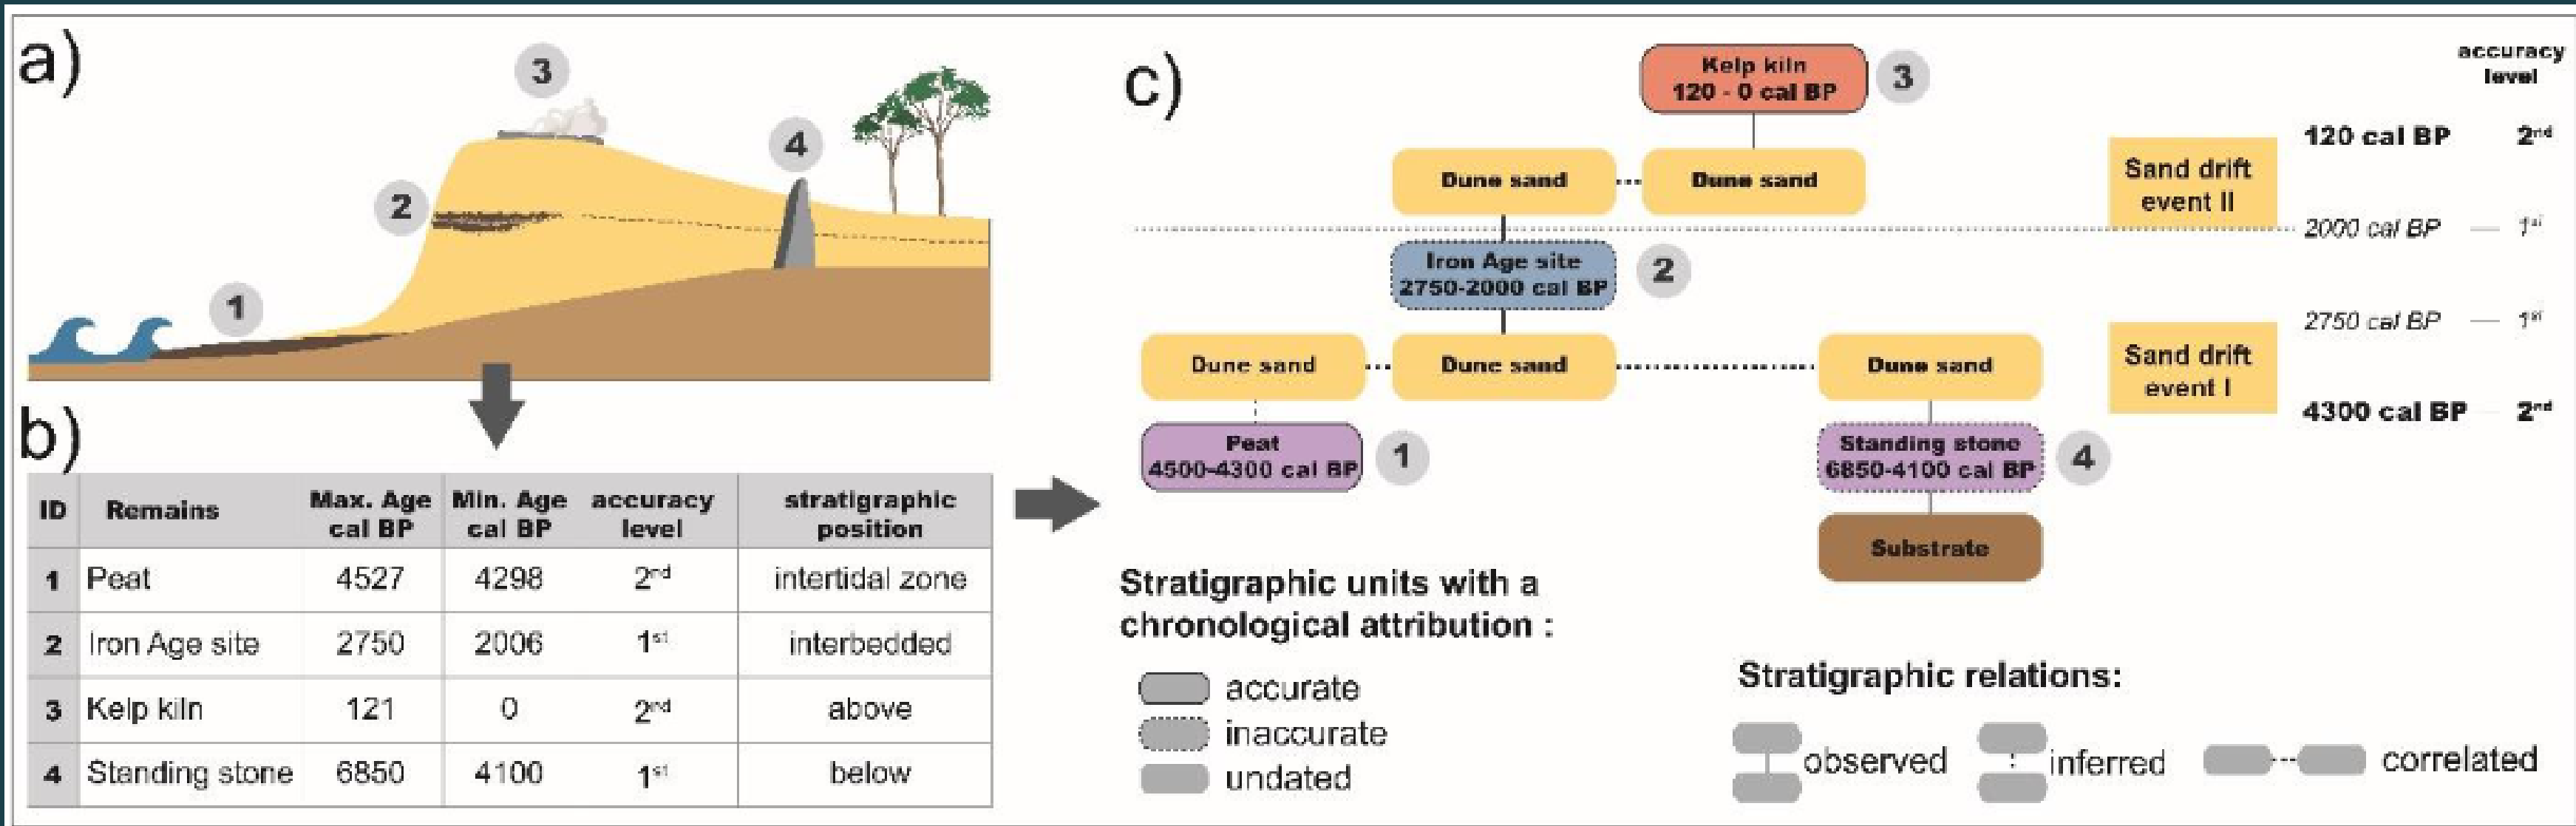 a)
3
4
2
1
b)
ID Remains Max. Age cal BP Min. Age cal BP accuracy level stratigraphic position
1 Peat 4527 4298 2nd intertidal zone
2 Iron Age site 2750 2006 1st interbedded
3 Kelp kiln 121 0 2nd above
4 Standing stone 6850 4100 1st below
c)
Kelp kiln
120 - 0 cal BP
3
Dune sand
Dune sand
Iron Age site
2750-2000 cal BP
2
Dune sand
Dune sand
Dune sand
Peat
4500-4300 cal BP
1
Standing stone
6850-4100 cal BP
4
Substrate
accuracy
level
Sand drift
event II
120 cal BP 2nd
2000 cal BP 1st
2750 cal BP 1st
Sand drift
event I
4300 cal BP 2nd
Stratigraphic units with a
chronological attribution :
accurate
inaccurate
undated
Stratigraphic relations:
observed
inferred
correlated